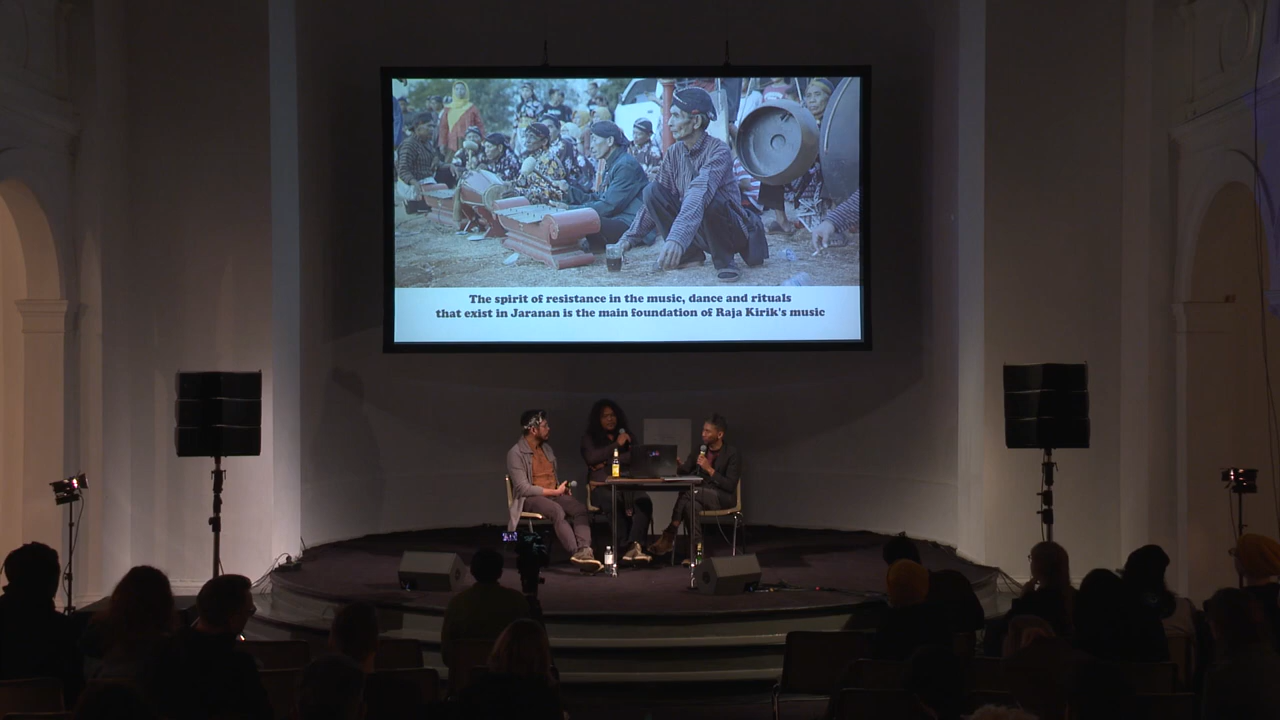 The spirit of resistance in the music, dance and rituals
that exist in Jaranan is the main foundation of Raja Kirik's music